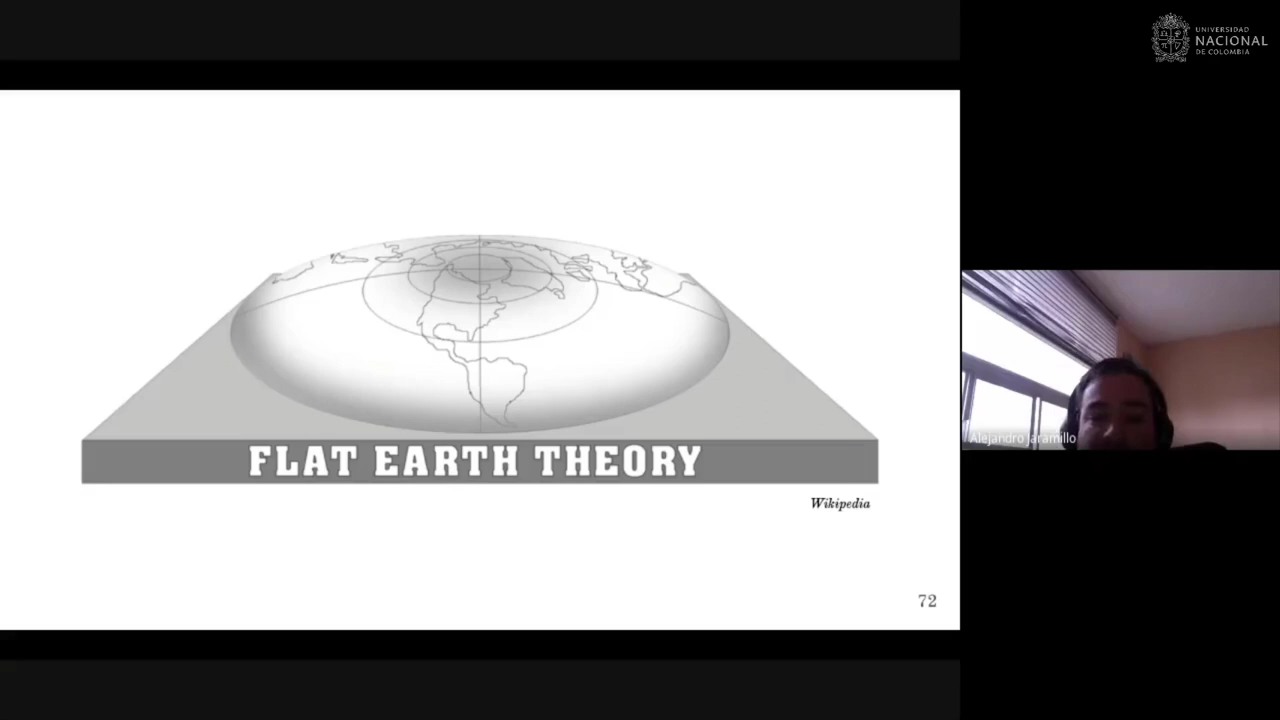 UNIVERSIDAD
NACIONAL
DE COLOMBIA
FLAT EARTH THEORY
Wikipedia
72
Alejandro Jaramillo